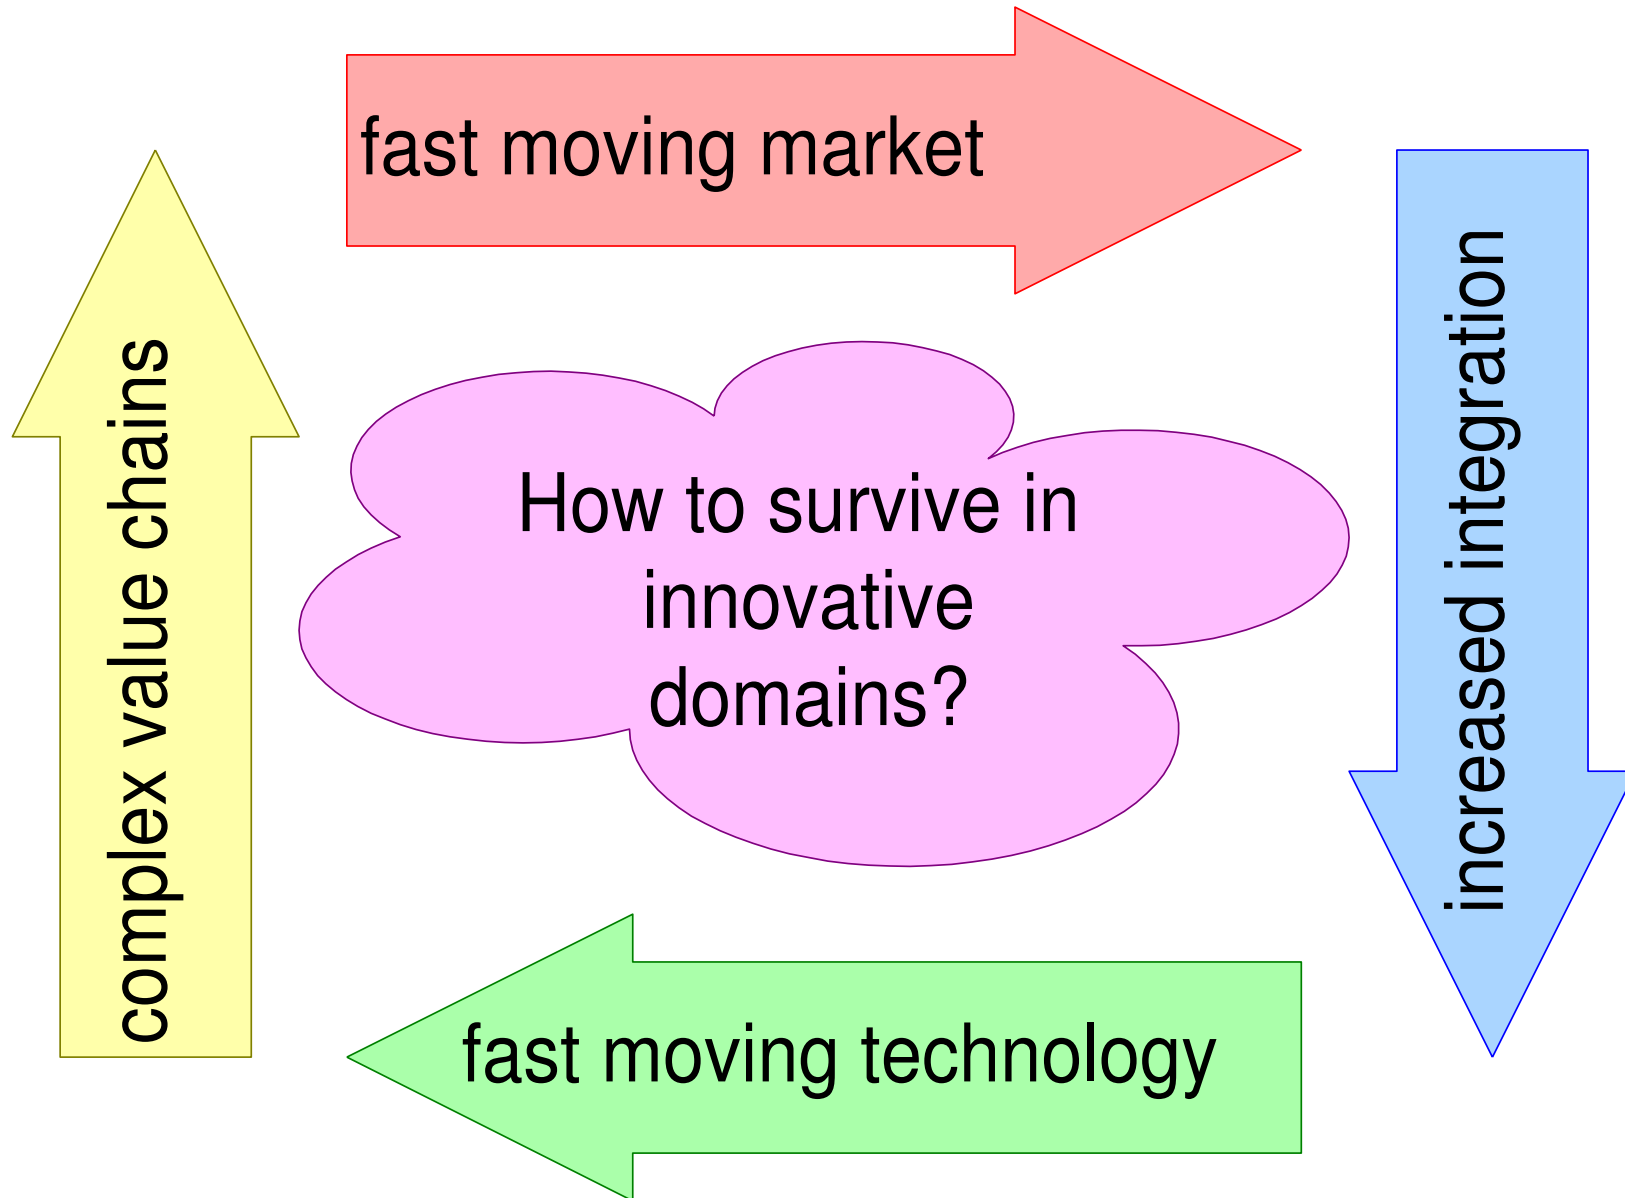 fast moving market
complex value chains
How to survive in
innovative
domains?
increased integration
fast moving technology